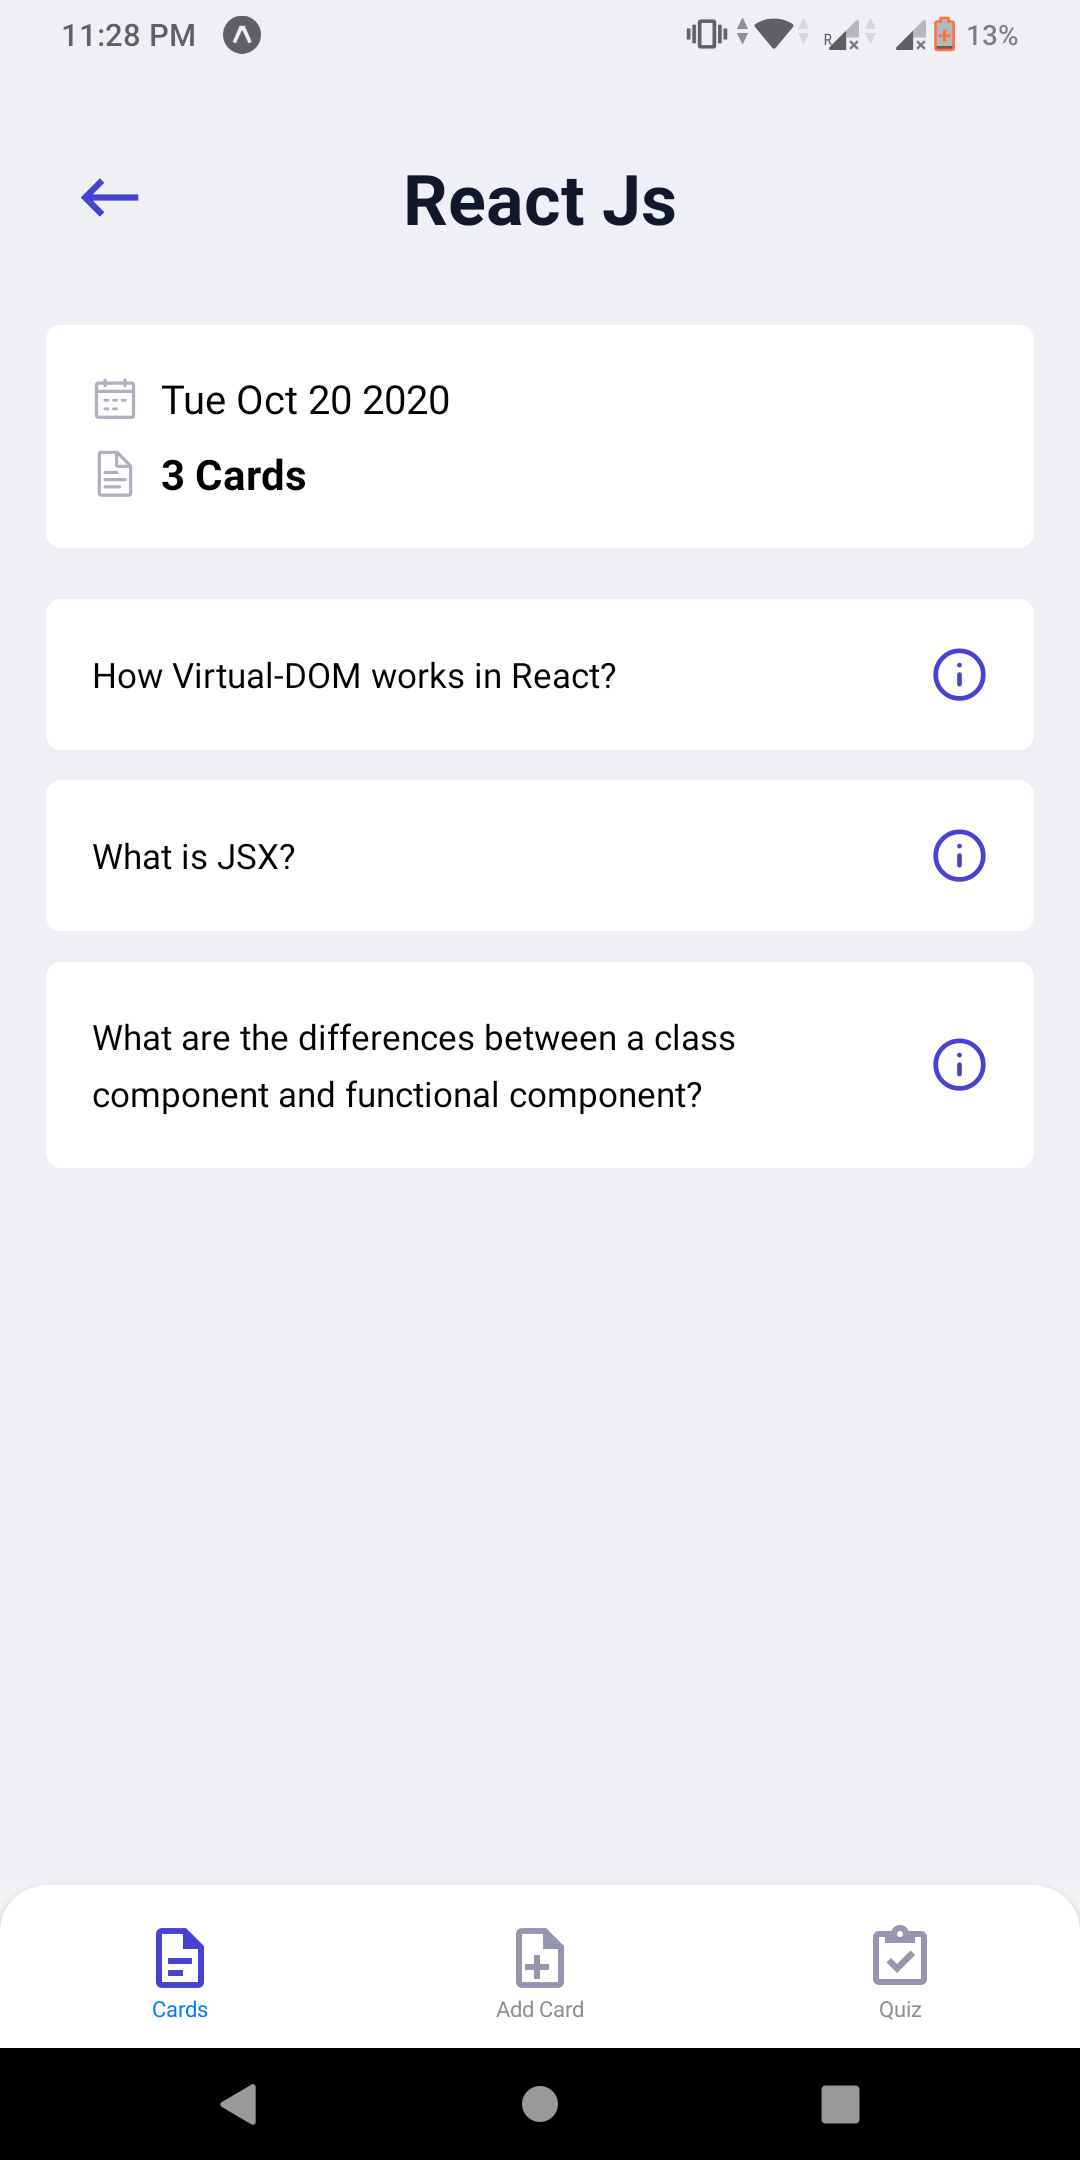 11:28 PM
R
13%
React Js
Tue Oct 20 2020
3 Cards
How Virtual-DOM works in React?
What is JSX?
What are the differences between a class
component and functional component?
Cards
Add Card
Quiz